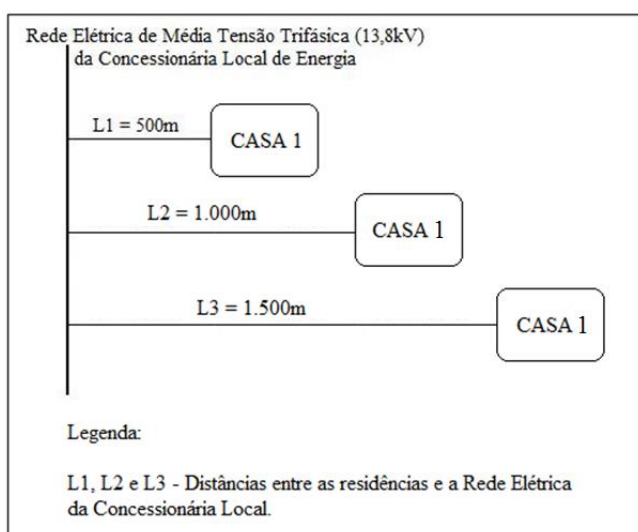 Rede Elétrica de Média Tensão Trifásica (13,8kV)
da Concessionária Local de Energia
L1 = 500m
CASA 1
L2 = 1.000m
CASA 1
L3 = 1.500m
CASA 1
Legenda:
L1, L2 e L3 - Distâncias entre as residências e a Rede Elétrica
da Concessionária Local.